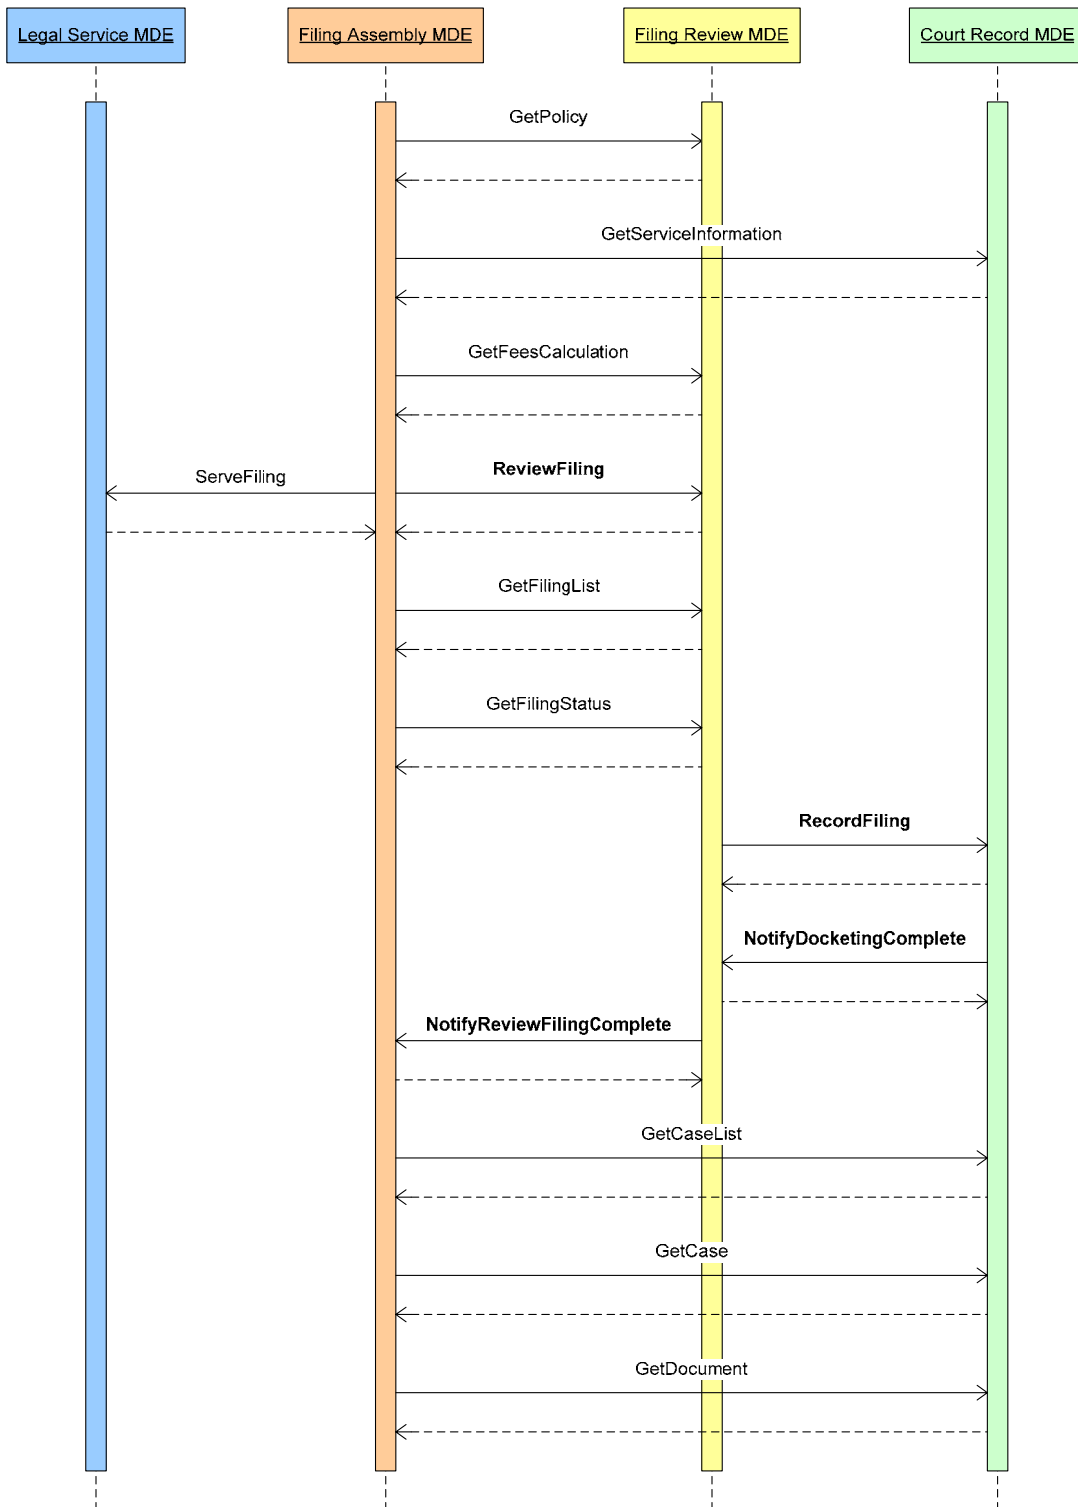 Legal Service MDE
Filing Assembly MDE
Filing Review MDE
Court Record MDE
GetPolicy
GetServiceInformation
GetFeesCalculation
ServeFiling
ReviewFiling
GetFilingList
GetFilingStatus
RecordFiling
NotifyDocketingComplete
NotifyReviewFilingComplete
GetCaseList
GetCase
GetDocument